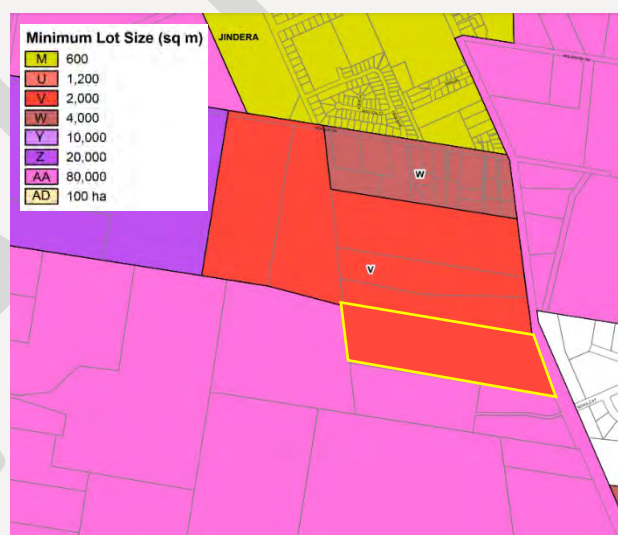 Minimum Lot Size (sq m)
M 600
U 1,200
V 2,000
W 4,000
Y 10,000
Z 20,000
AA 80,000
AD 100 ha
JINDERA
W
V